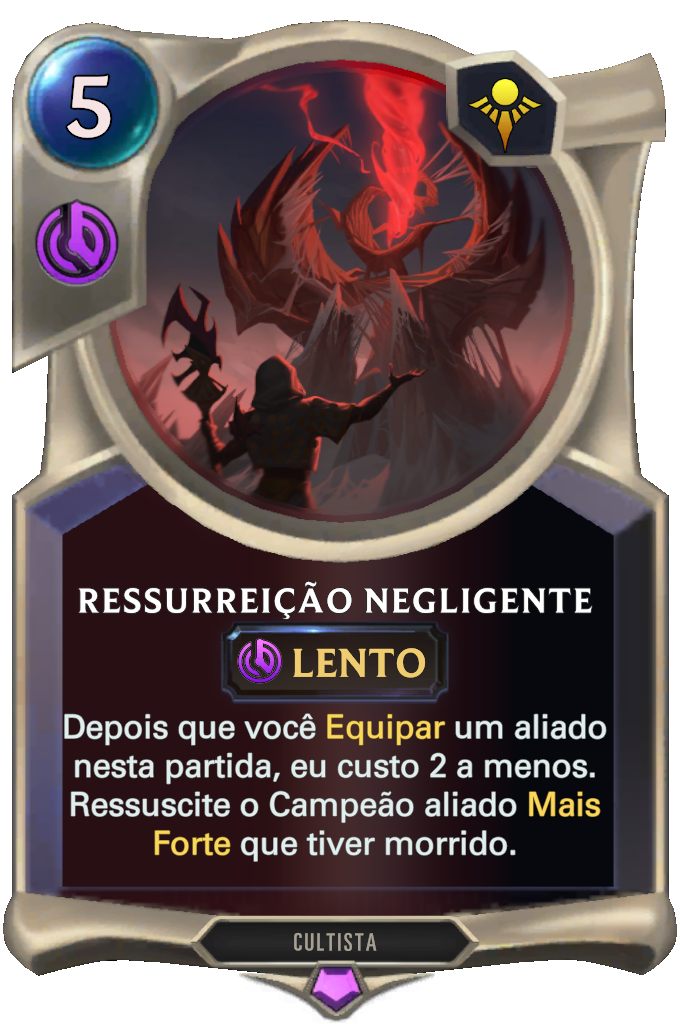 5
RESSURREIÇÃO NEGLIGENTE
LENTO
Depois que você Equipar um aliado
nesta partida, eu custo 2 a menos.
Ressuscite o Campeão aliado Mais
Forte que tiver morrido.
CULTISTA